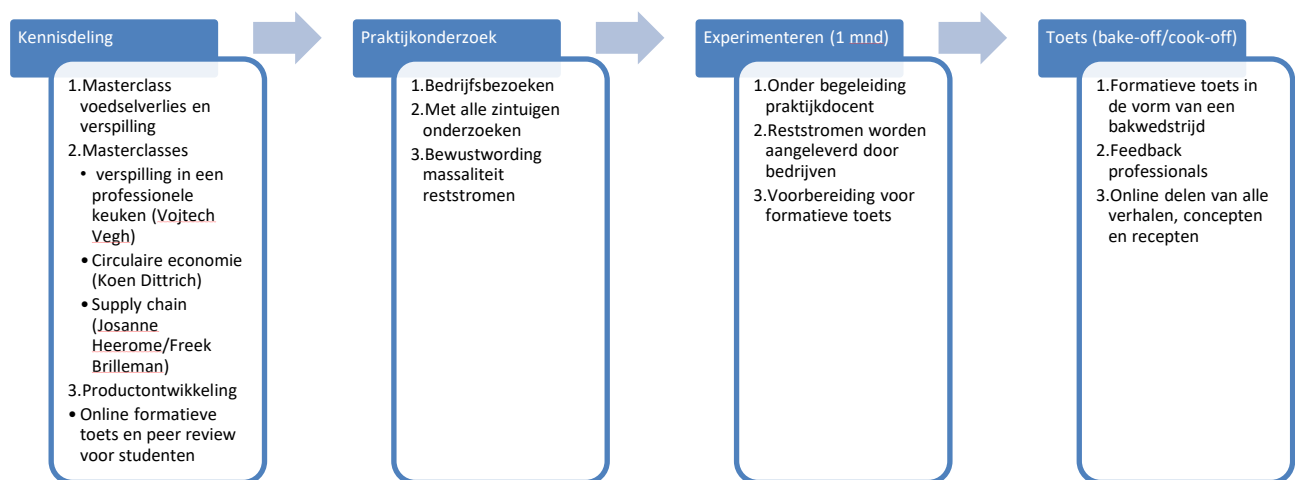 Kennisdeling
1.Masterclass
voedselverlies en
verspilling
2.Masterclasses
• verspilling in een
professionele
keuken (Vojtech
Vegh)
•Circulaire economie
(Koen Dittrich)
•Supply chain
(Josanne
Heerome/Freek
Brilleman)
3.Productontwikkeling
•Online formatieve
toets en peer review
voor studenten
Praktijkonderzoek
1.Bedrijfsbezoeken
2.Met alle zintuigen
onderzoeken
3.Bewustwording
massaliteit
reststromen
Experimenteren (1 mnd)
1.Onder begeleiding
praktijkdocent
2.Reststromen worden
aangeleverd door
bedrijven
3.Voorbereiding voor
formatieve toets
Toets (bake-off/cook-off)
1.Formatieve toets in
de vorm van een
bakwedstrijd
2.Feedback
professionals
3.Online delen van alle
verhalen, concepten
en recepten